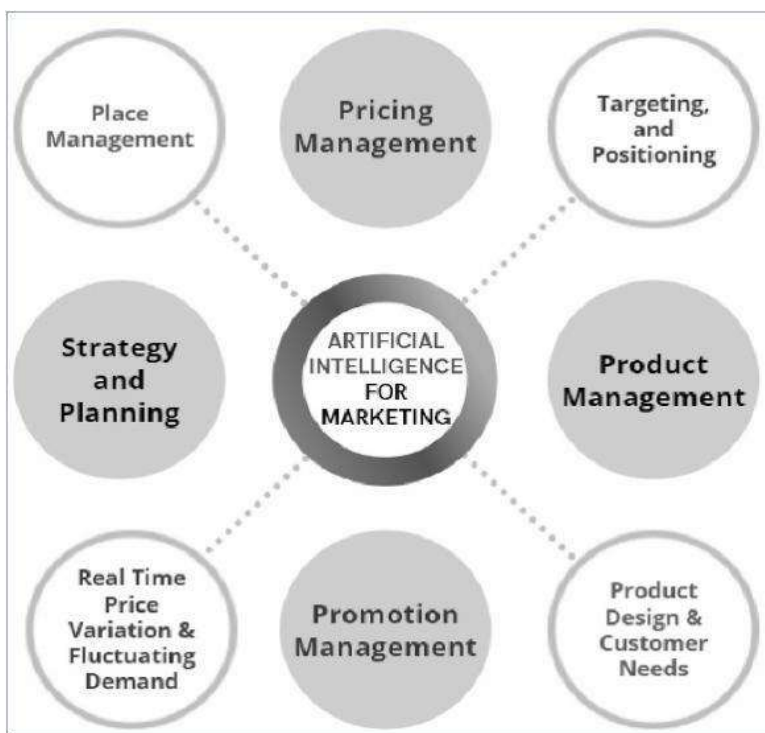 Place
Management
Pricing
Management
Targeting,
and
Positioning
Strategy
and
Planning
ARTIFICIAL
INTELLIGENCE
FOR
MARKETING
Product
Management
Real Time
Price
Variation &
Fluctuating
Demand
Promotion
Management
Product
Design &
Customer
Needs